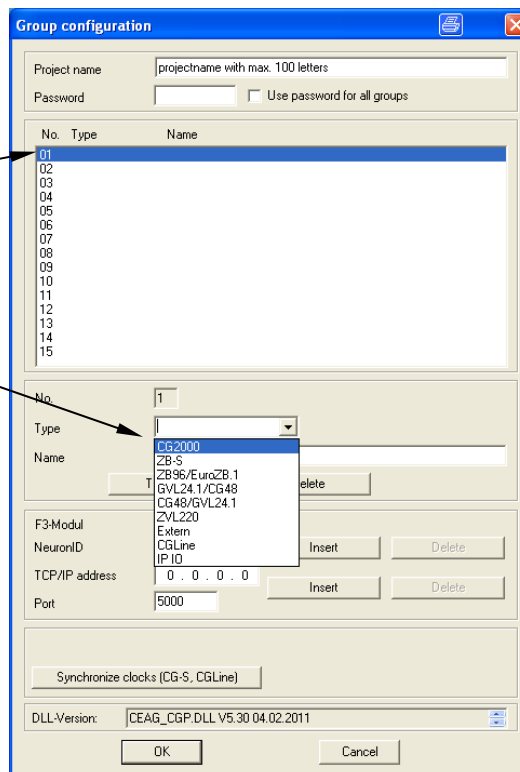 Group configuration
Project name projectname with max. 100 letters
Password Use password for all groups
No. Type Name
01
02
03
04
05
06
07
08
09
10
11
12
13
14
15
No. 1
Type
CG2000
Name ZB-S
ZB96/EuroZB.1
T GVL24.1/CG48 elete
CG48/GVL24.1
ZVL220
F3-Modul Extern
NeuronID CGLine Insert Delete
IP IO
TCP/IP address 0 . 0 . 0 . 0 Insert Delete
Port 5000
Synchronize clocks (CG-S, CGLine)
DLL-Version: CEAG_CGP.DLL V5.30 04.02.2011
OK Cancel